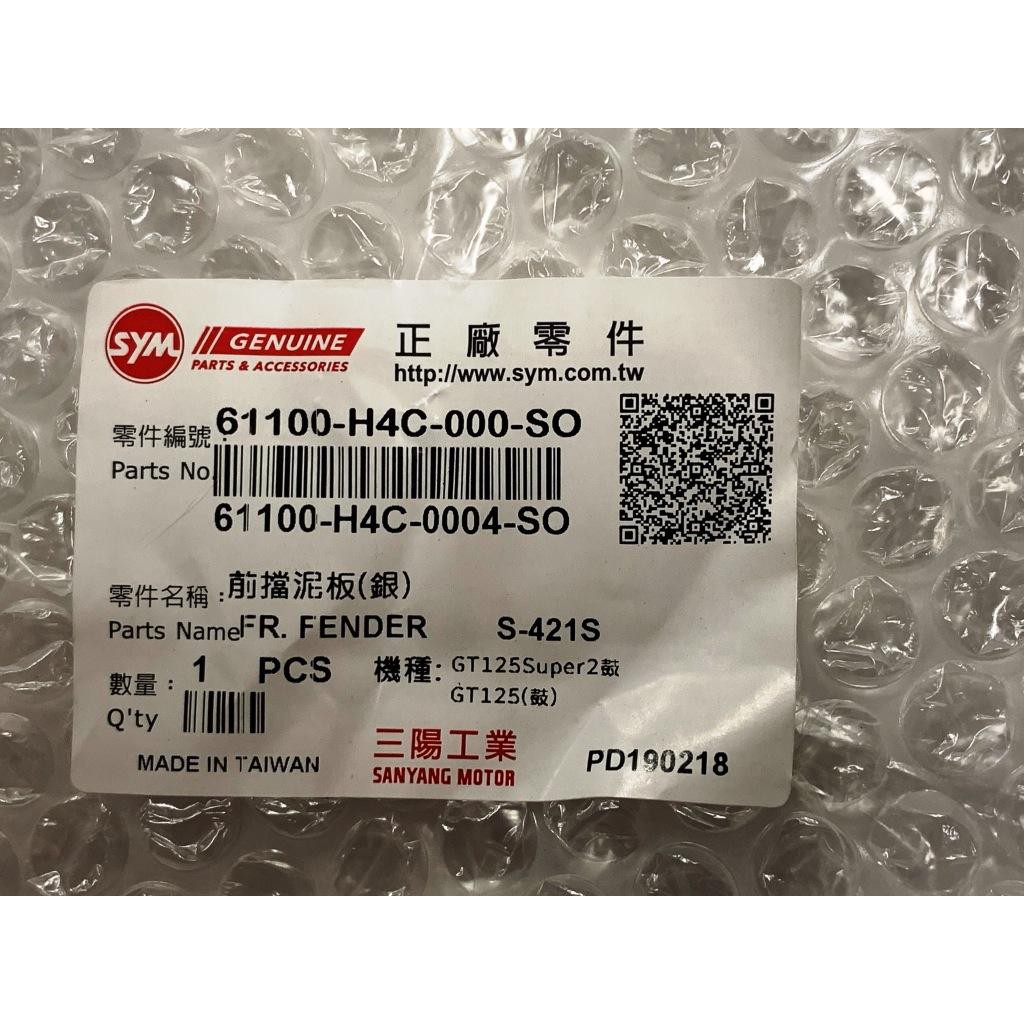 SYM GENUINE 正廠零件
PARTS & ACCESSORIES http://www.sym.com.tw
零件編號: 61100-H4C-000-SO
Parts No.
61100-H4C-0004-SO
零件名稱: 前擋泥板(銀)
Parts Name FR. FENDER S-421S
數量: 1 PCS 機種: GT125Super2鼓
GT125(鼓)
Q'ty
三陽工業
MADE IN TAIWAN SANYANG MOTOR PD190218